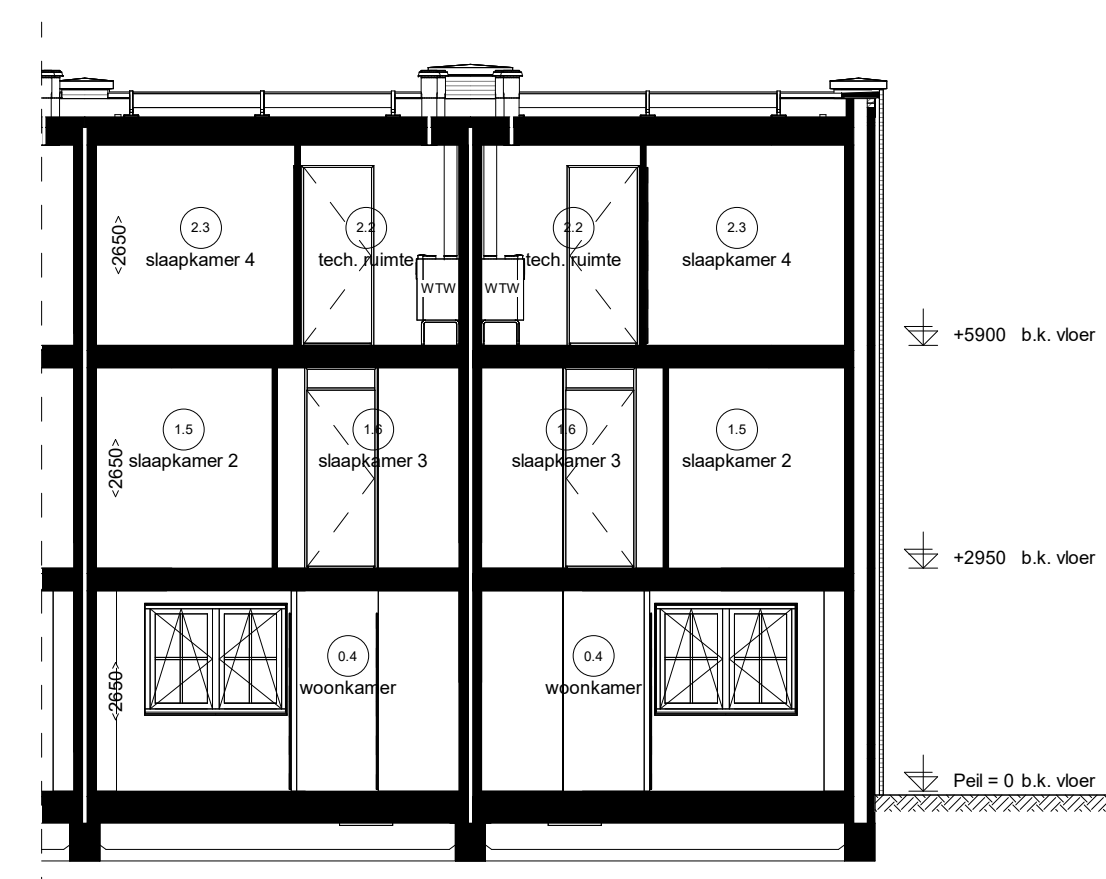 2.3
2.2
2.2
2.3
<2650>
slaapkamer 4
tech. ruimte
tech. ruimte
slaapkamer 4
WTW
WTW
+5900 b.k. vloer
1.5
1.6
1.6
1.5
<2650>
slaapkamer 2
slaapkamer 3
slaapkamer 3
slaapkamer 2
+2950 b.k. vloer
0.4
0.4
<2650>
woonkamer
woonkamer
Peil = 0 b.k. vloer